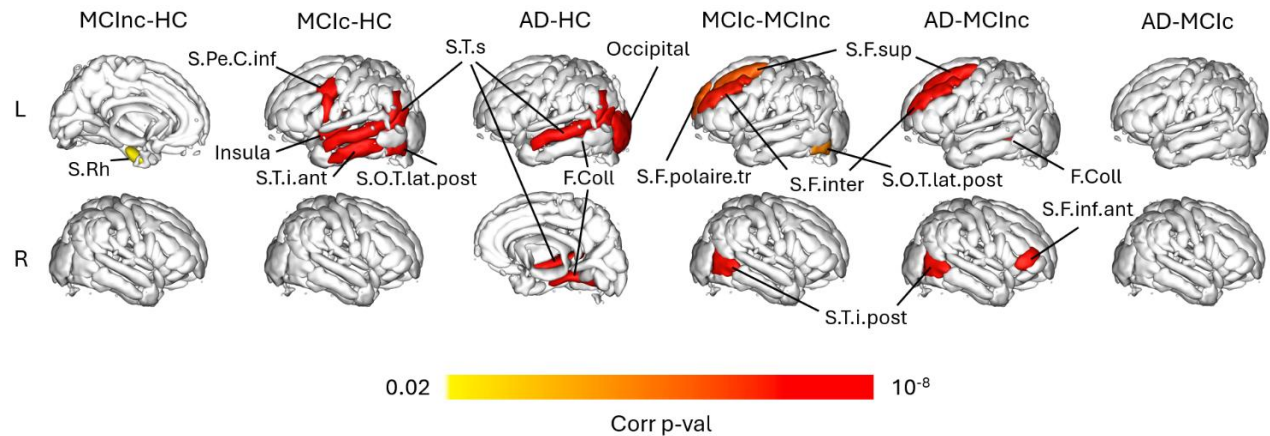 MCInc-HC
MCIc-HC
AD-HC
MCIc-MCInc
AD-MCInc
AD-MCIc
S.Pe.C.inf
S.T.s
Occipital
S.F.sup
L
S.Rh
Insula
S.T.i.ant
S.O.T.lat.post
F.Coll
S.F.polaire.tr
S.F.inter
S.O.T.lat.post
F.Coll
S.F.inf.ant
R
S.T.i.post
0.02
10⁻⁸
Corr p-val